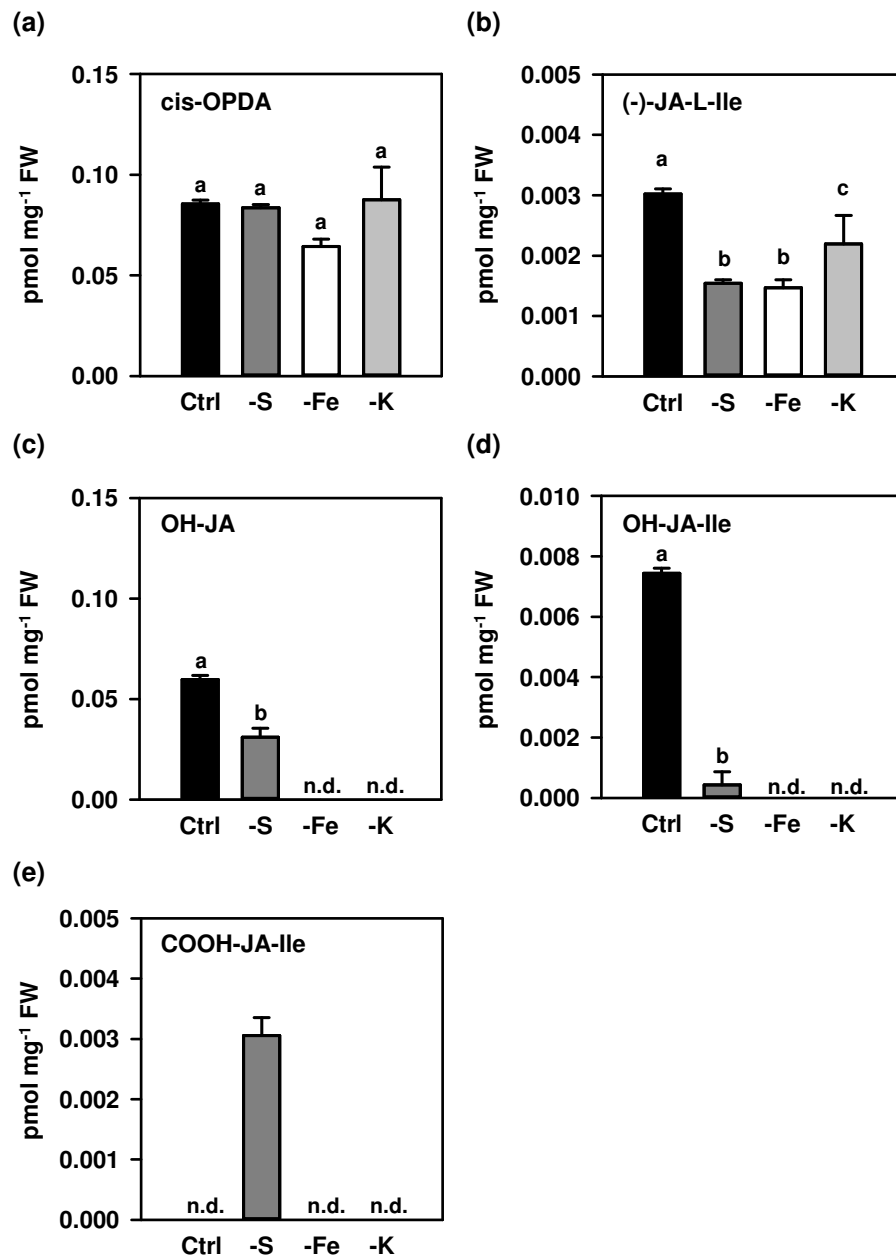 (a)
cis-OPDA
pmol mg⁻¹ FW
0.15
0.10
0.05
0.00
a a a a
Ctrl -S -Fe -K
(b)
(-)-JA-L-Ile
pmol mg⁻¹ FW
0.005
0.004
0.003
0.002
0.001
0.000
a b b c
Ctrl -S -Fe -K
(c)
OH-JA
pmol mg⁻¹ FW
0.15
0.10
0.05
0.00
a b n.d. n.d.
Ctrl -S -Fe -K
(d)
OH-JA-Ile
pmol mg⁻¹ FW
0.010
0.008
0.006
0.004
0.002
0.000
a b n.d. n.d.
Ctrl -S -Fe -K
(e)
COOH-JA-Ile
pmol mg⁻¹ FW
0.005
0.004
0.003
0.002
0.001
0.000
n.d. n.d. n.d.
Ctrl -S -Fe -K